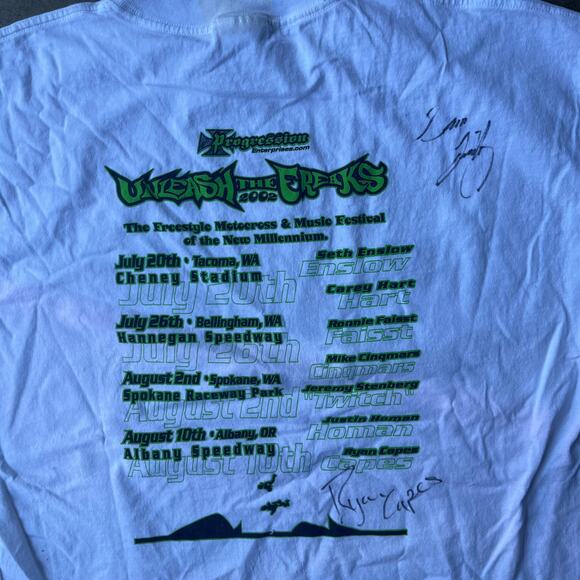 Progression
Enterprises.com
UNLEASH THE FREAKS
2002
The Freestyle Motocross & Music Festival
of the New Millennium.
July 20th • Tacoma, WA
Cheney Stadium
July 20th
July 26th • Bellingham, WA
Hannegan Speedway
July 26th
August 2nd • Spokane, WA
Spokane Raceway Park
August 2nd
August 10th • Albany, OR
Albany Speedway
August 10th
Seth Enslow
Enslow
Carey Hart
Hart
Ronnie Faisst
Faisst
Mike Cinqmars
Cinqmars
Jeremy Stenberg
"Twitch"
Justin Homan
Homan
Ryan Capes
Capes
Ryan Capes